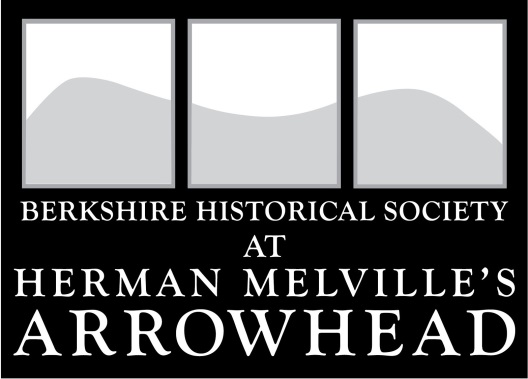 BERKSHIRE HISTORICAL SOCIETY
AT
HERMAN MELVILLE'S
ARROWHEAD